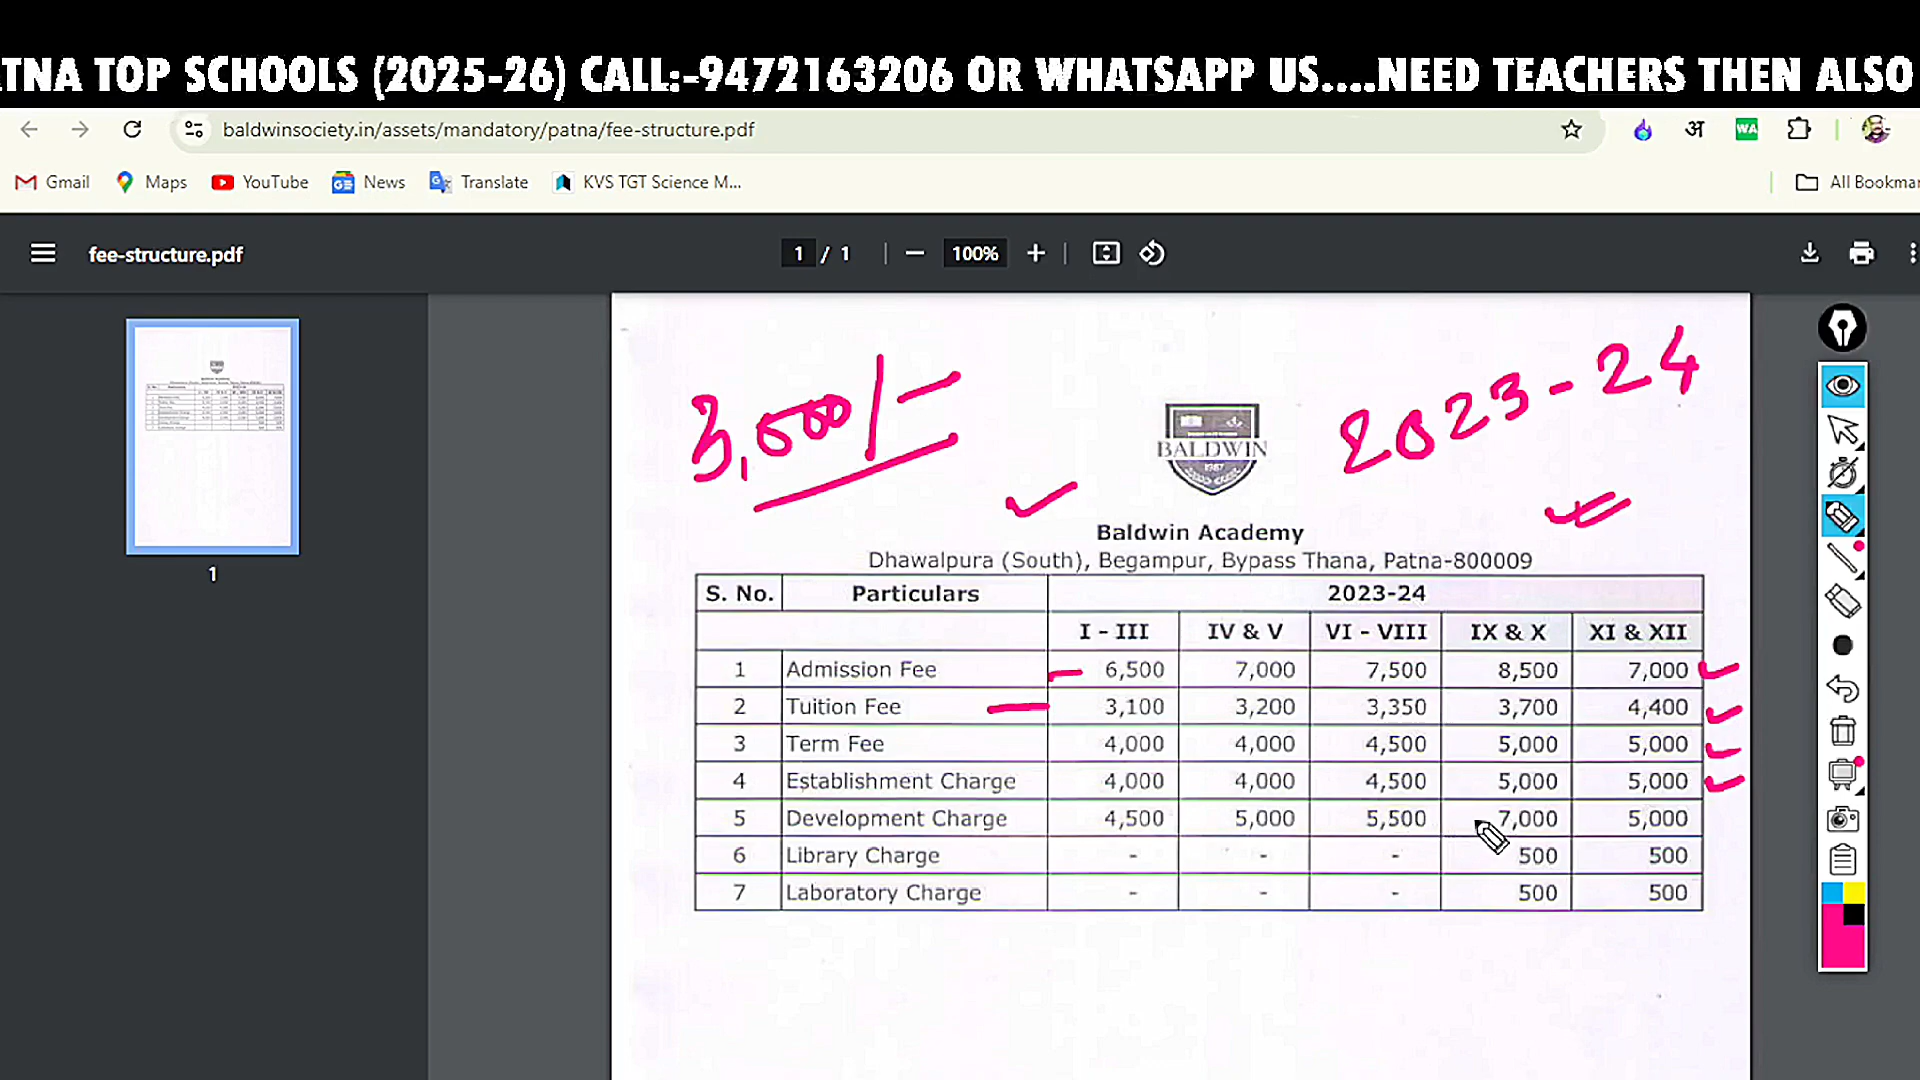 TNA TOP SCHOOLS (2025-26) CALL:-9472163206 OR WHATSAPP US....NEED TEACHERS THEN ALSO
baldwinsociety.in/assets/mandatory/patna/fee-structure.pdf
अ WA
Gmail Maps YouTube News Translate KVS TGT Science M... All Bookmar
fee-structure.pdf 1 / 1 100%
1
3,000/-
2023-24
BALDWIN
1987
Baldwin Academy
Dhawalpura (South), Begampur, Bypass Thana, Patna-800009
S. No. Particulars 2023-24
I - III IV & V VI - VIII IX & X XI & XII
1 Admission Fee 6,500 7,000 7,500 8,500 7,000
2 Tuition Fee 3,100 3,200 3,350 3,700 4,400
3 Term Fee 4,000 4,000 4,500 5,000 5,000
4 Establishment Charge 4,000 4,000 4,500 5,000 5,000
5 Development Charge 4,500 5,000 5,500 7,000 5,000
6 Library Charge - - - 500 500
7 Laboratory Charge - - - 500 500